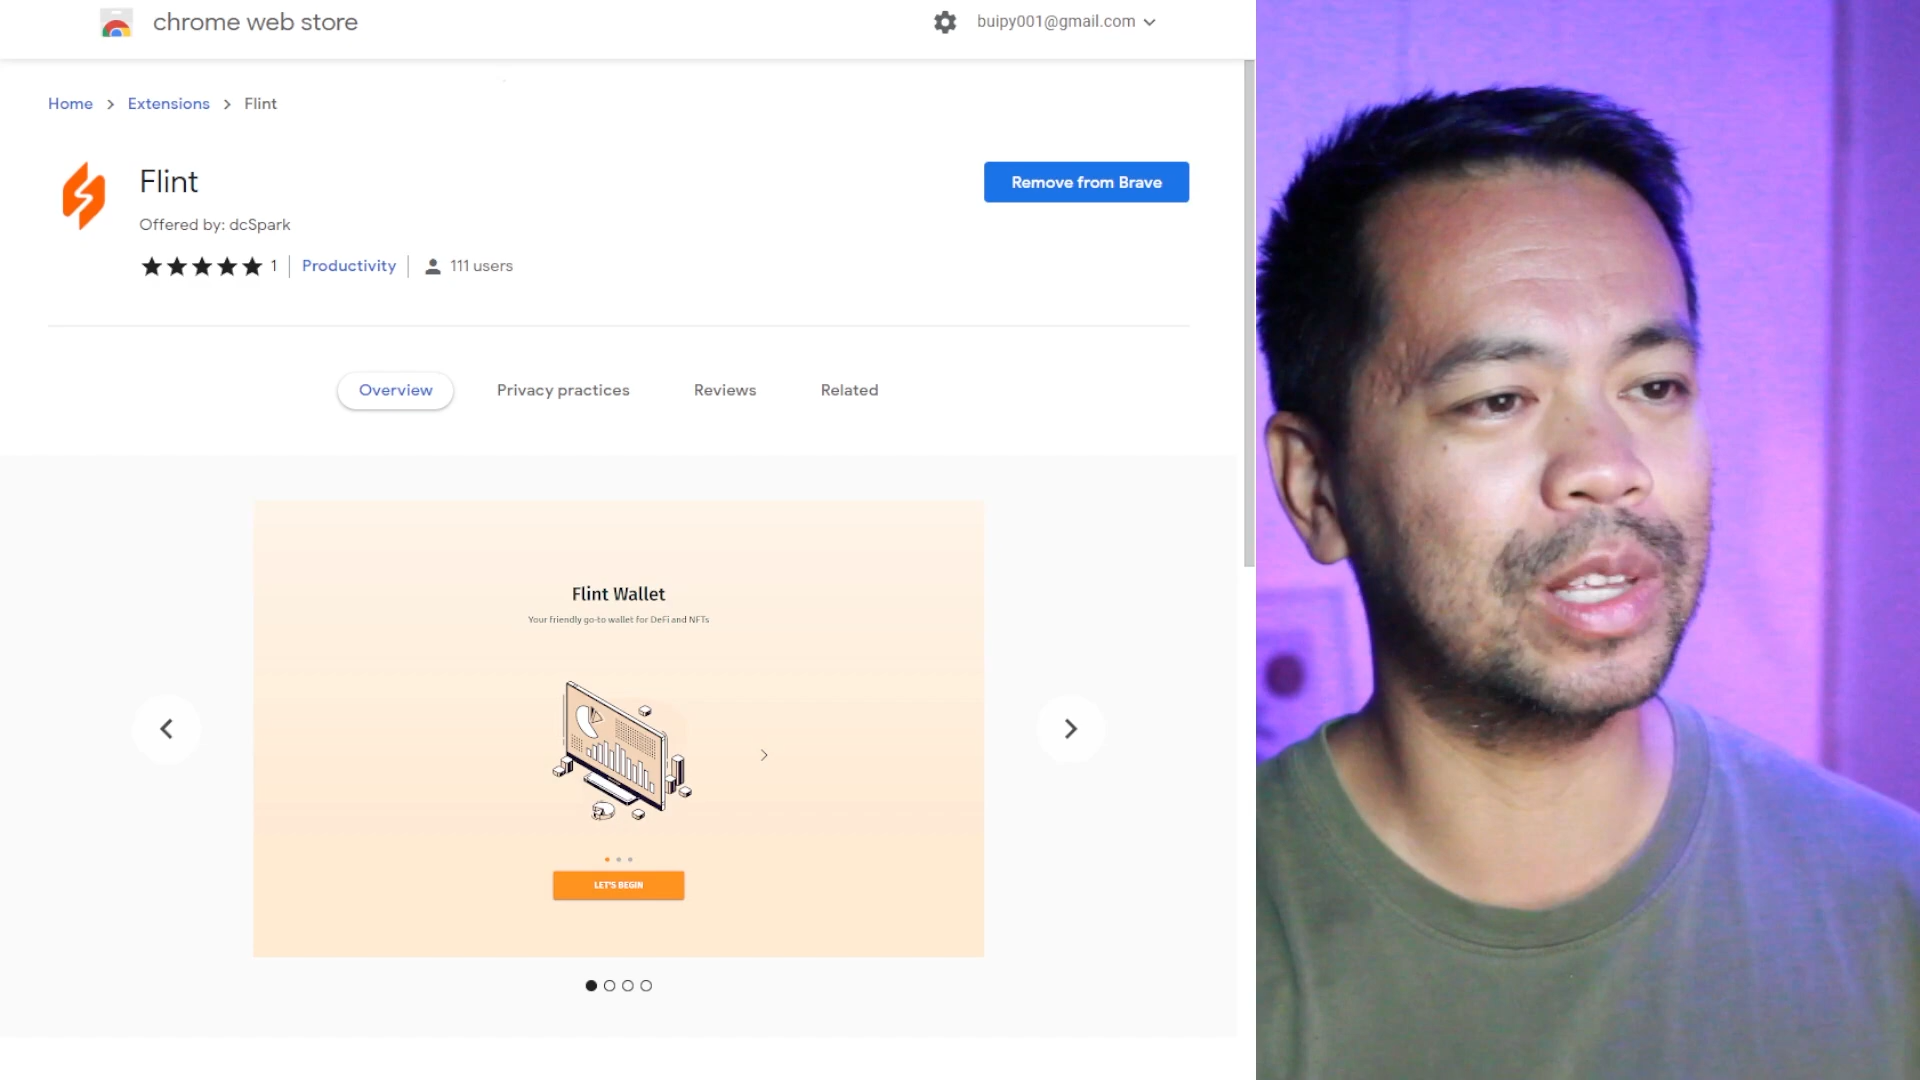 chrome web store
buipy001@gmail.com
Home > Extensions > Flint
Flint
Remove from Brave
Offered by: dcSpark
1 Productivity 111 users
Overview Privacy practices Reviews Related
Flint Wallet
Your friendly go-to wallet for DeFi and NFTs
LET'S BEGIN